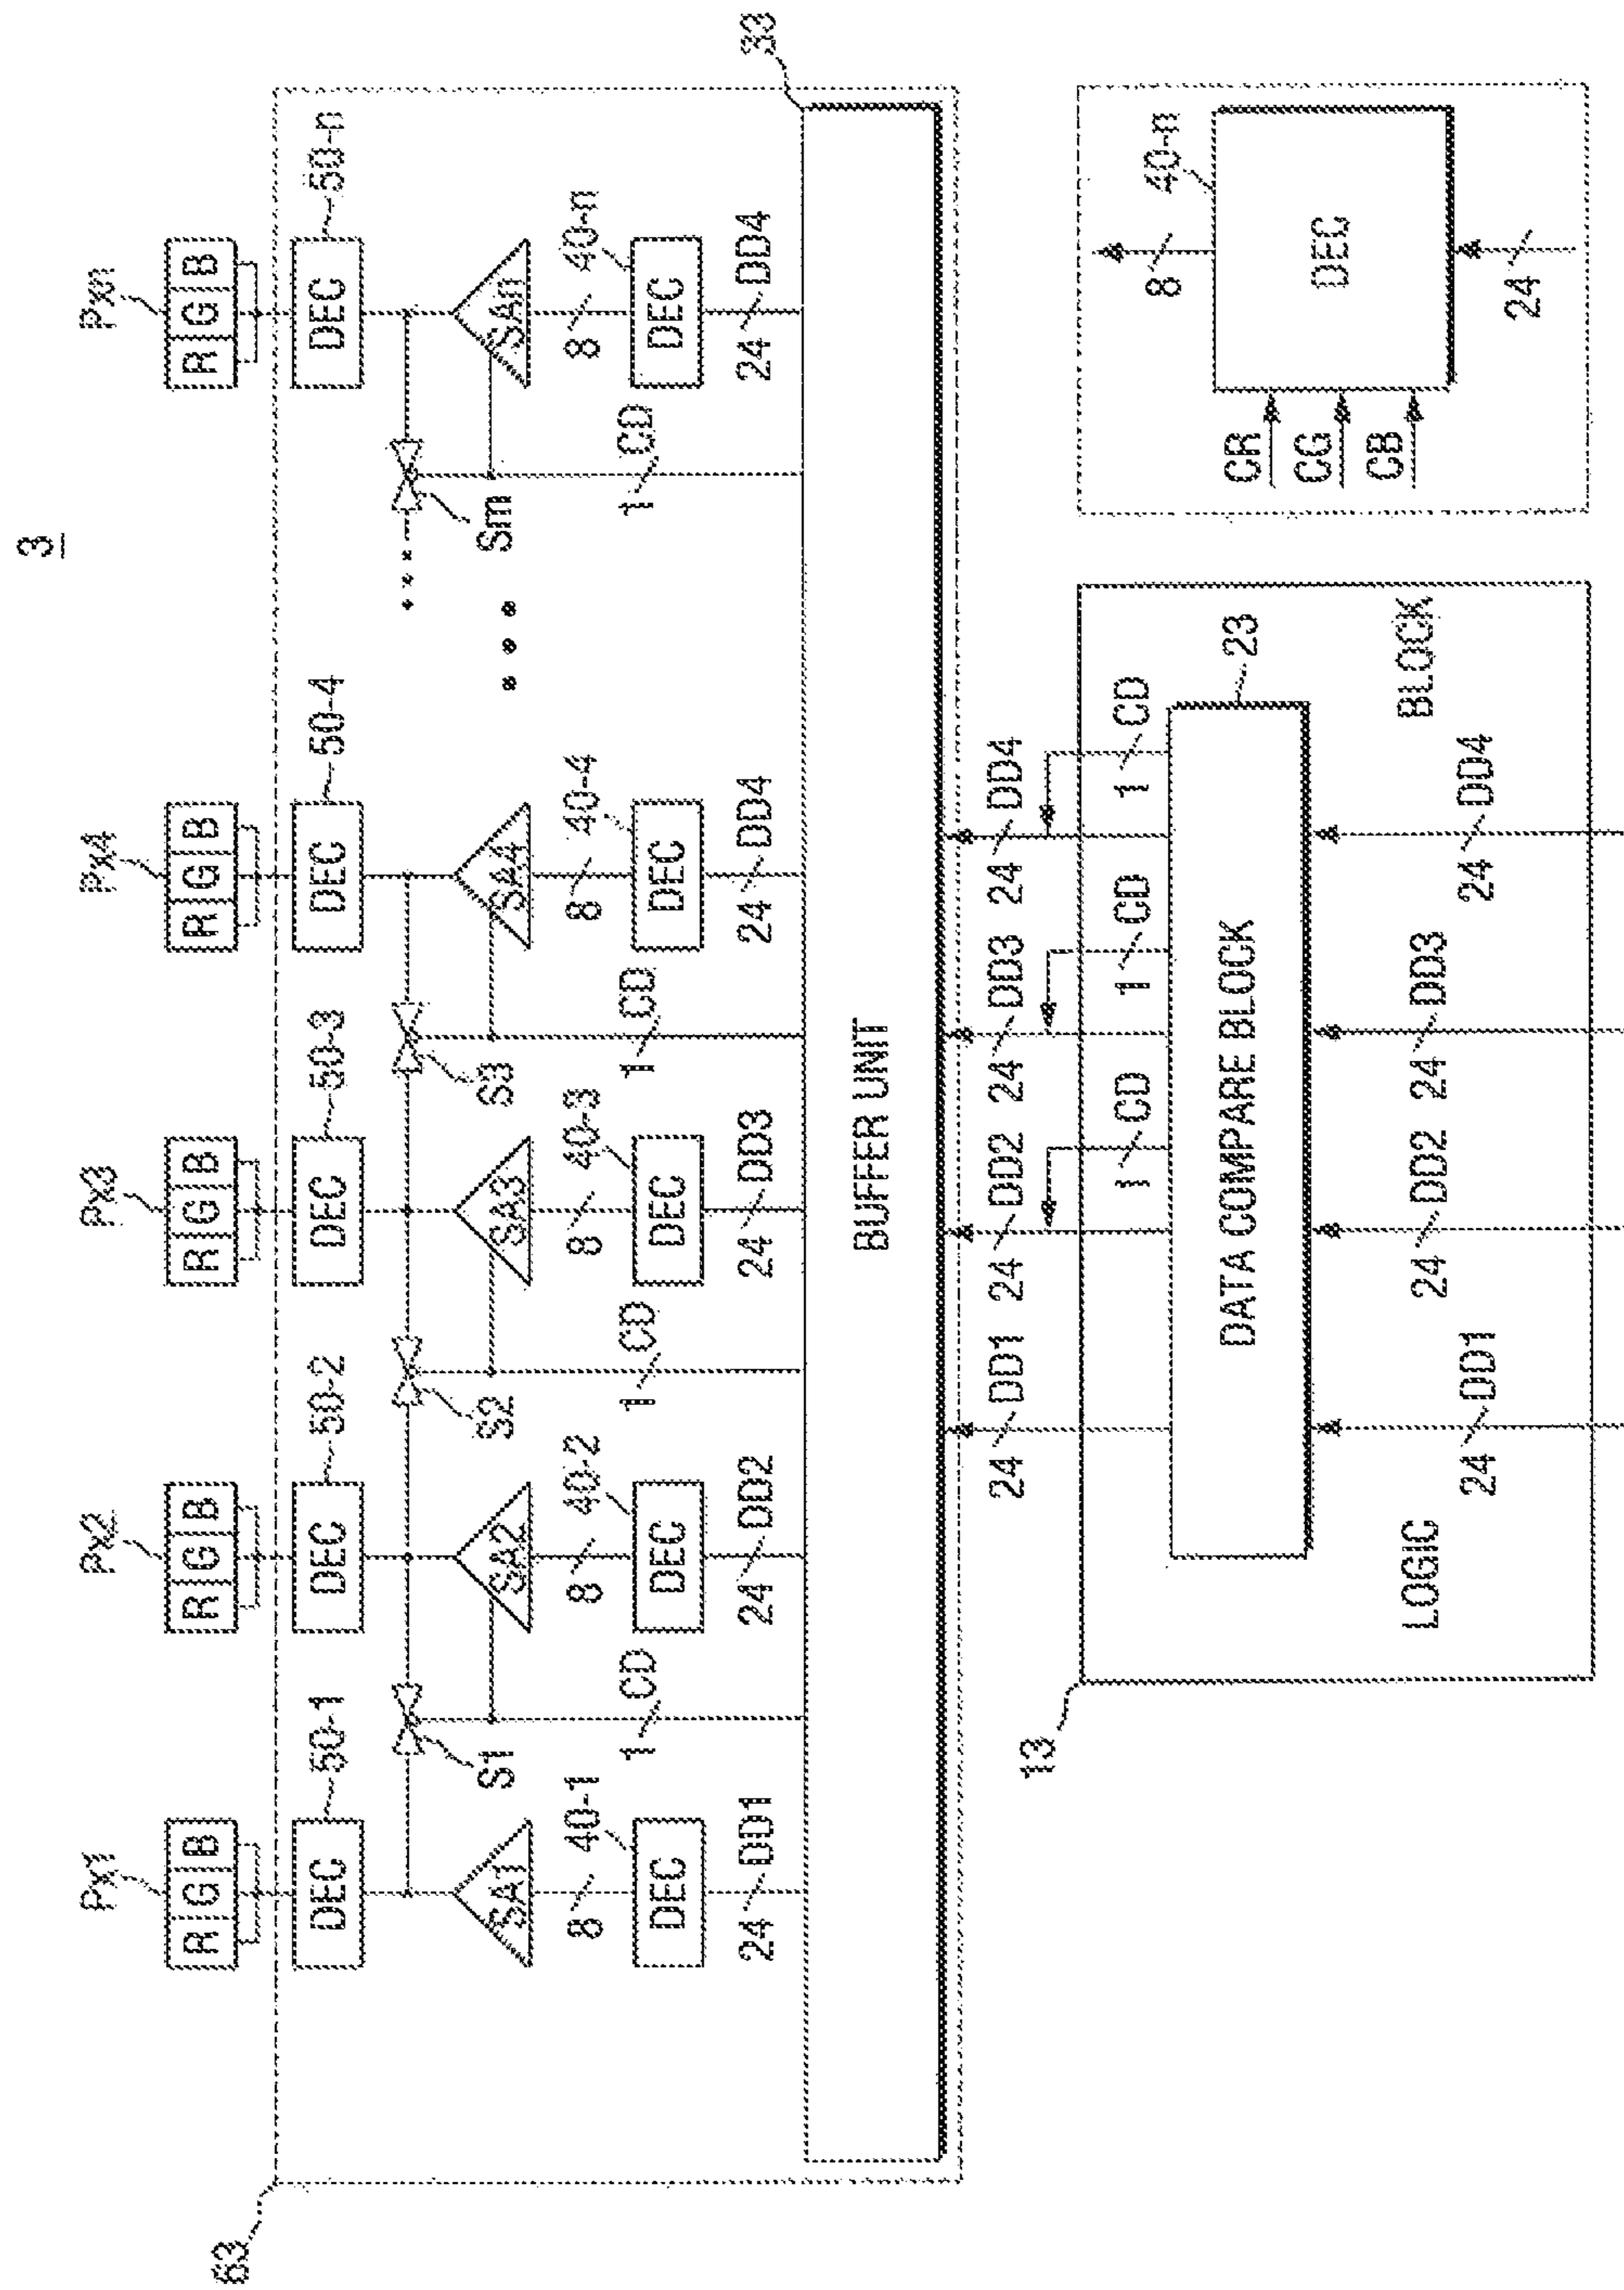 3
Px1 Px2 Px3 Px4 Pxn
R G B R G B R G B R G B R G B
63
50-1 50-2 50-3 50-4 50-n
DEC DEC DEC DEC DEC
S1 S2 S3 Sm
SA1 SA2 SA3 SA4 SAn
8 8 8 8 8
40-1 40-2 40-3 40-4 40-n
1 CD 1 CD 1 CD 1 CD
DEC DEC DEC DEC DEC
24 DD1 24 DD2 24 DD3 24 DD4 24 DD4
33
BUFFER UNIT
24 DD1 24 DD2 24 DD3 24 DD4
1 CD 1 CD 1 CD
13
23
DATA COMPARE BLOCK
LOGIC BLOCK
24 DD1 24 DD2 24 DD3 24 DD4
8 40-n
CR
CG
CB
DEC
24